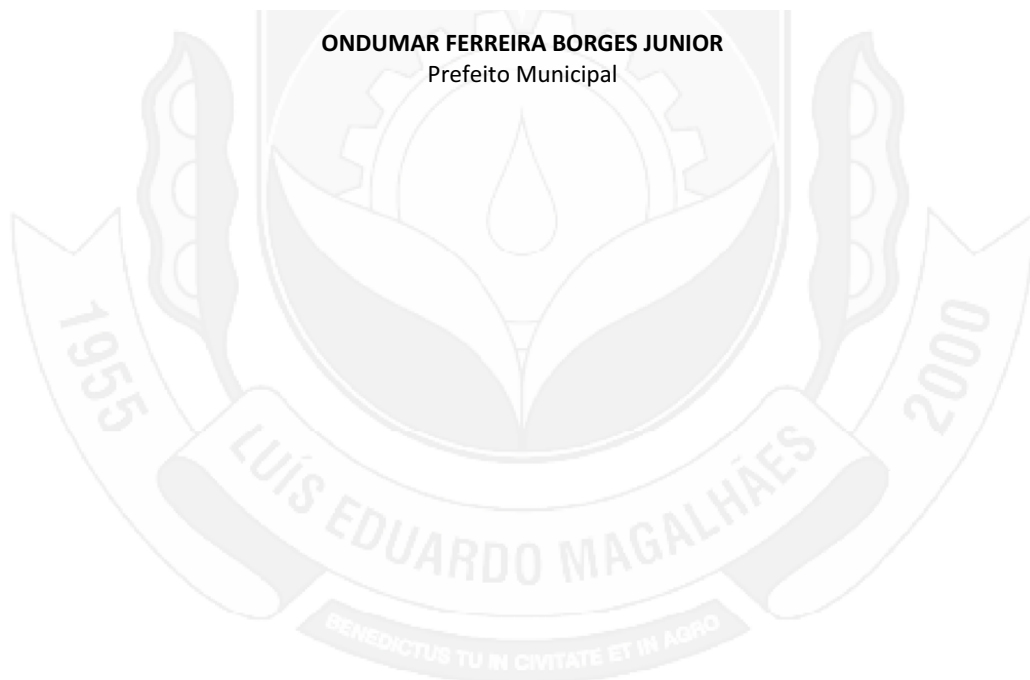 ONDUMAR FERREIRA BORGES JUNIOR
Prefeito Municipal
1955
2000
LUÍS EDUARDO MAGALHÃES
BENEDICTUS TU IN CIVITATE ET IN AGRO